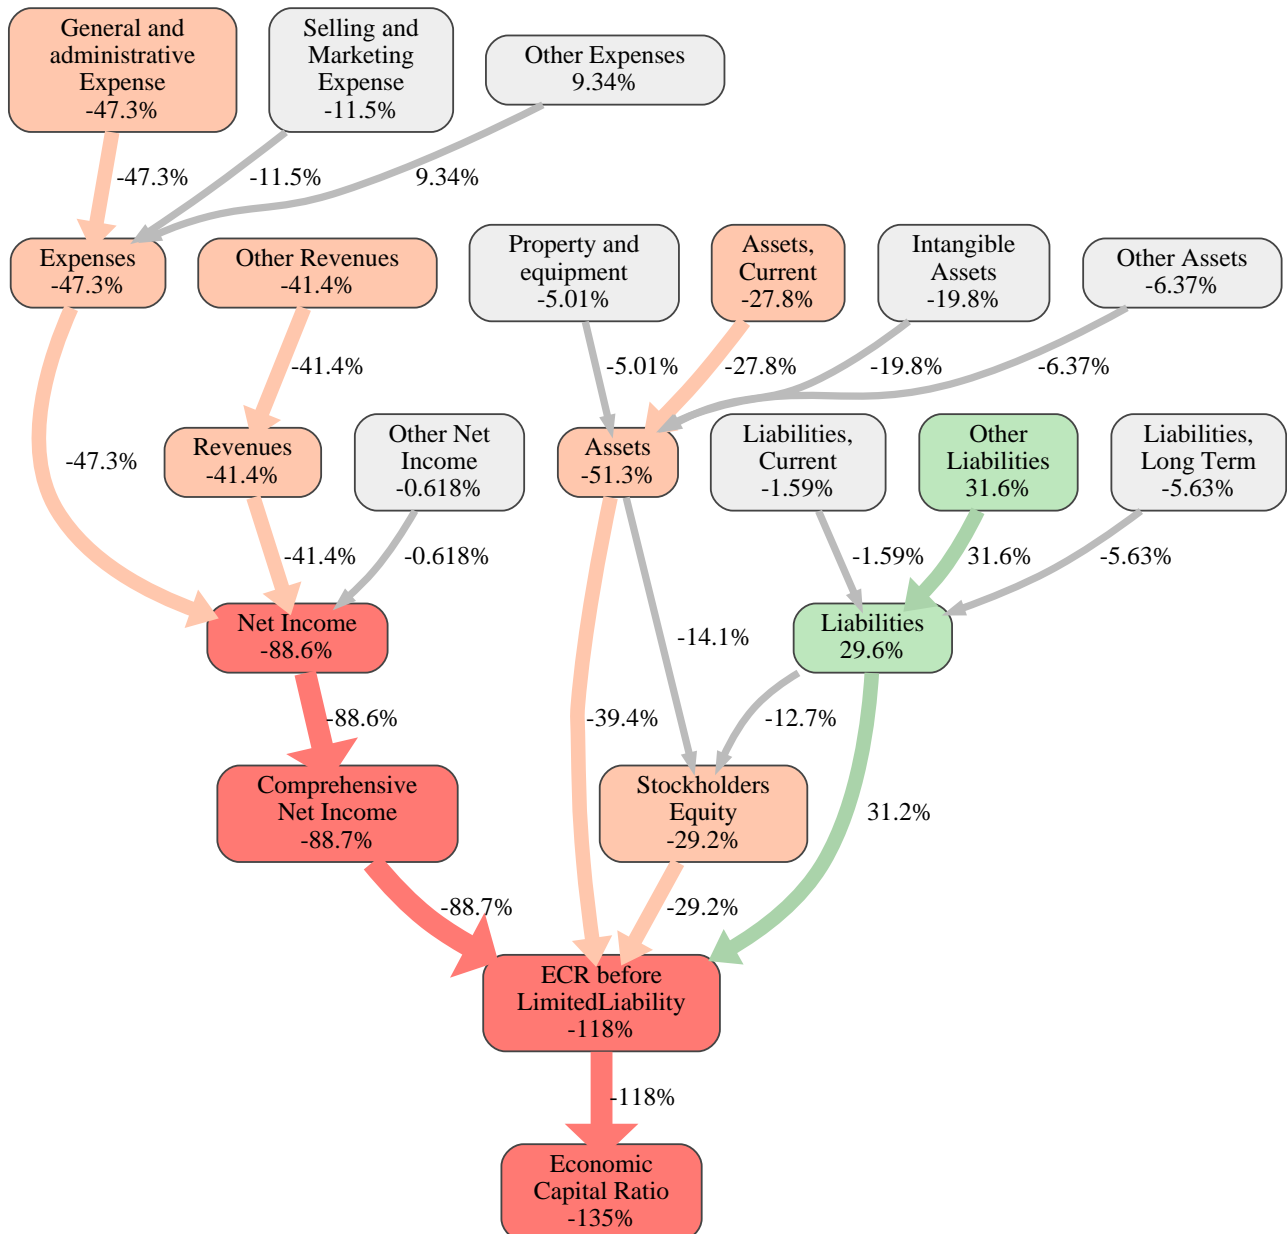 General and
administrative
Expense
-47.3%
Selling and
Marketing
Expense
-11.5%
Other Expenses
9.34%
-47.3%
-11.5%
9.34%
Expenses
-47.3%
Other Revenues
-41.4%
Property and
equipment
-5.01%
Assets,
Current
-27.8%
Intangible
Assets
-19.8%
Other Assets
-6.37%
-41.4%
-5.01%
-27.8%
-19.8%
-6.37%
-47.3%
Revenues
-41.4%
Other Net
Income
-0.618%
Assets
-51.3%
Liabilities,
Current
-1.59%
Other
Liabilities
31.6%
Liabilities,
Long Term
-5.63%
-41.4%
-0.618%
-1.59%
31.6%
-5.63%
Net Income
-88.6%
-14.1%
Liabilities
29.6%
-88.6%
-39.4%
-12.7%
Comprehensive
Net Income
-88.7%
Stockholders
Equity
-29.2%
31.2%
-88.7%
-29.2%
ECR before
LimitedLiability
-118%
-118%
Economic
Capital Ratio
-135%